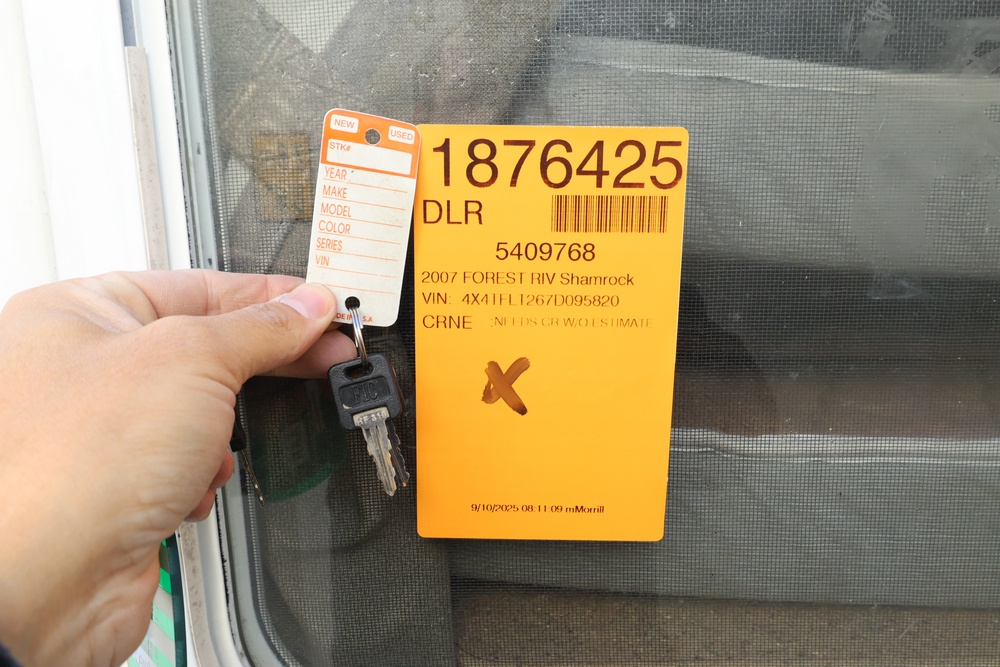 NEW USED
STK#
YEAR
MAKE
MODEL
COLOR
SERIES
VIN
FIC
1876425
DLR
5409768
2007 FOREST RIV Shamrock
VIN: 4X4TFLT267D095820
CRNE :NEEDS CR W/O ESTIMATE
X
9/10/2025 08:11:09 mMorrill